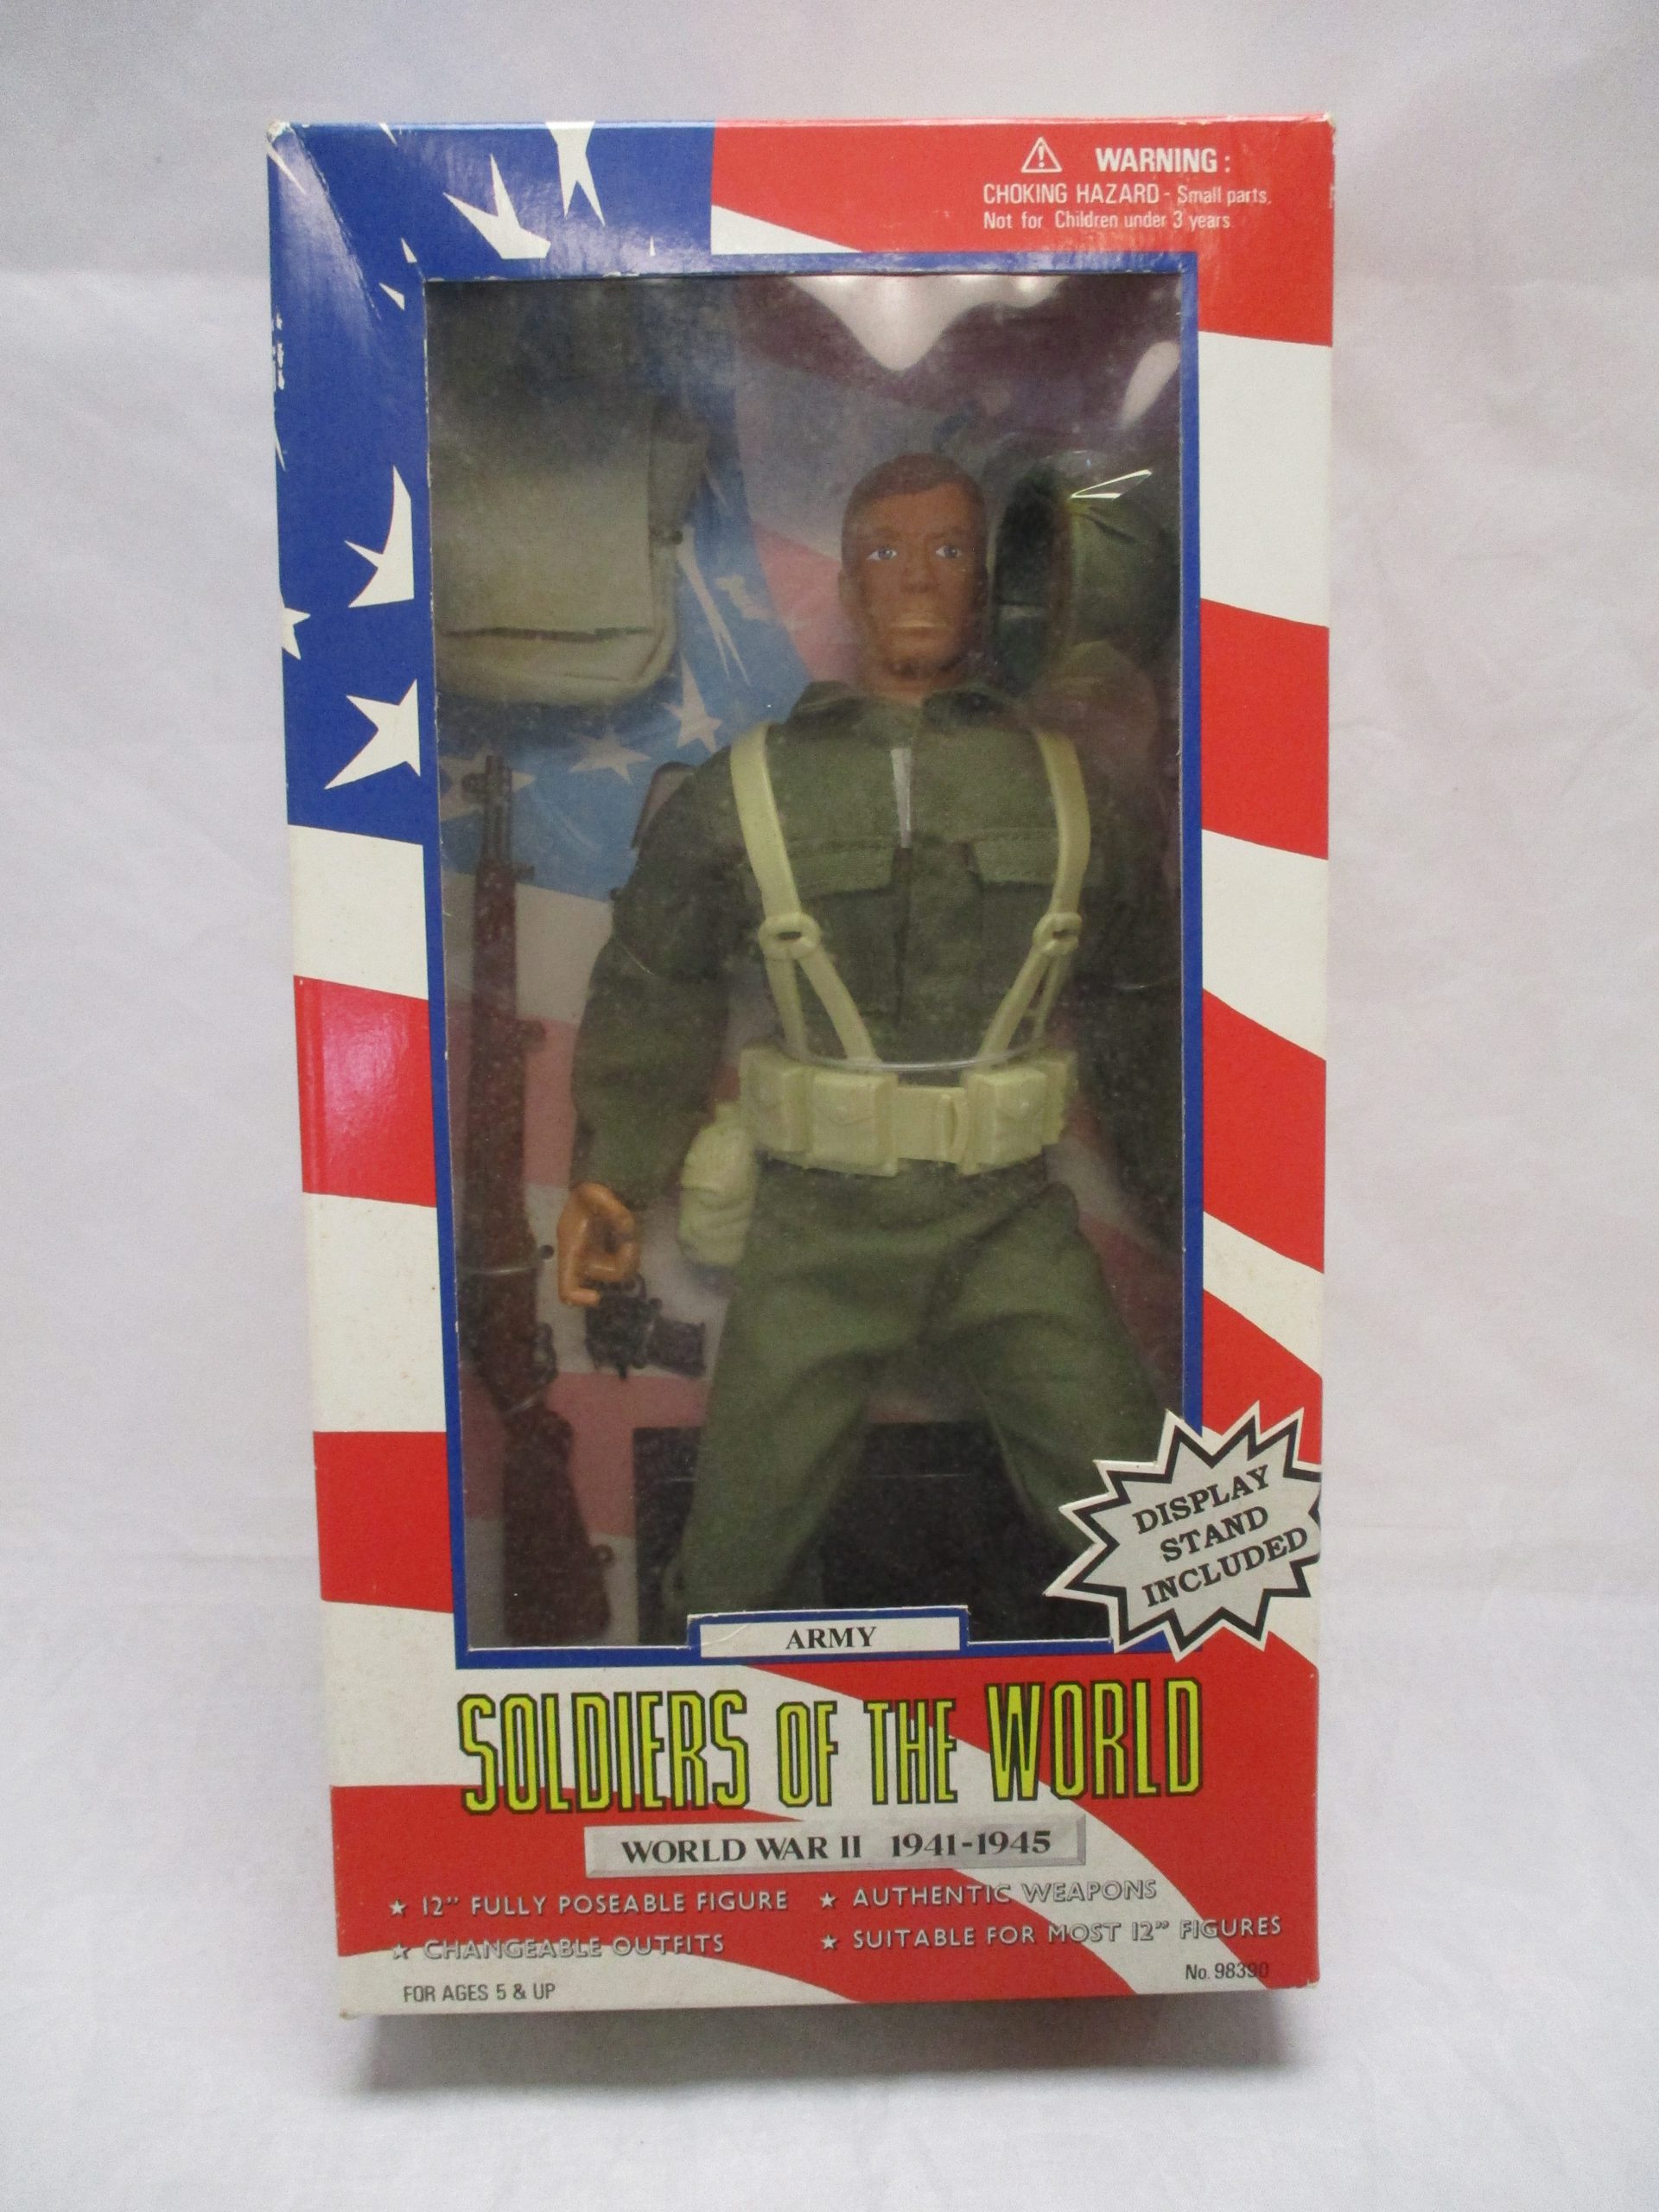 WARNING:
CHOKING HAZARD - Small parts,
Not for Children under 3 years
DISPLAY
STAND
INCLUDED
ARMY
SOLDIERS OF THE WORLD
WORLD WAR II 1941-1945
★ 12" FULLY POSEABLE FIGURE ★ AUTHENTIC WEAPONS
★ CHANGEABLE OUTFITS ★ SUITABLE FOR MOST 12" FIGURES
FOR AGES 5 & UP
No. 98390